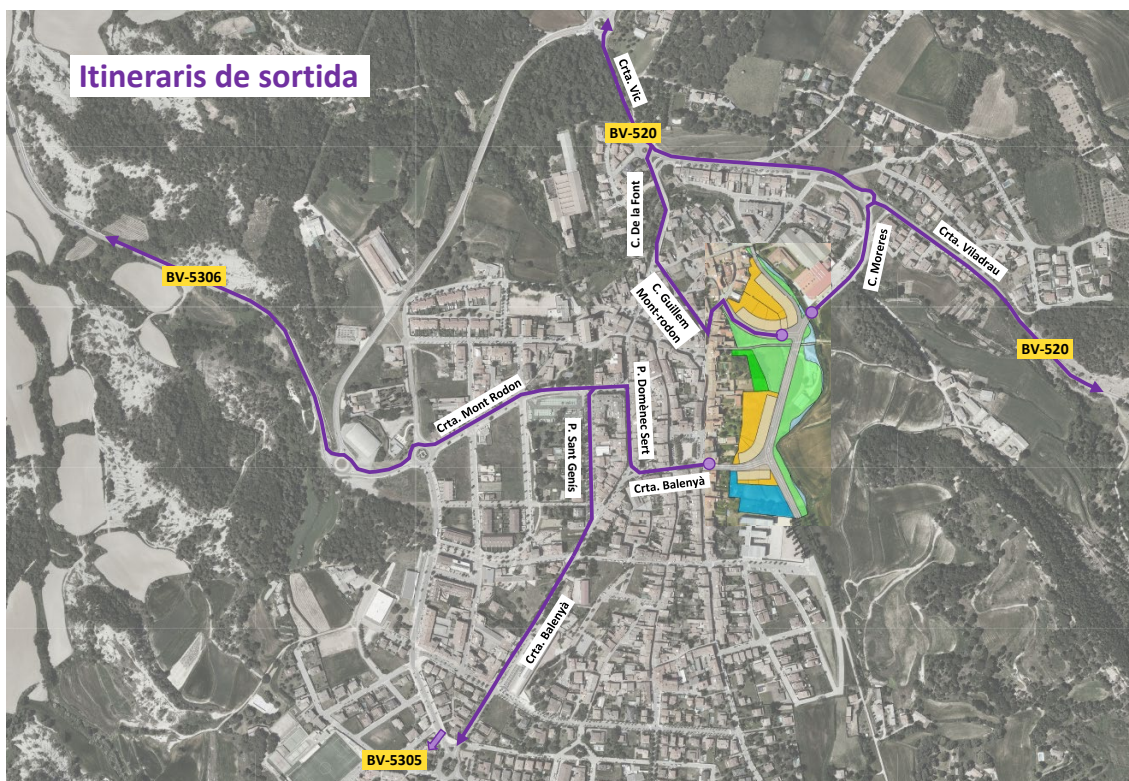 Itineraris de sortida
Crta. Vic
BV-520
C. De la Font
C. Moreres
Crta. Viladrau
BV-5306
C. Guillem
Mont-rodon
BV-520
P. Domènec Sert
Crta. Mont Rodon
P. Sant Genís
Crta. Balenyà
Crta. Balenyà
BV-5305